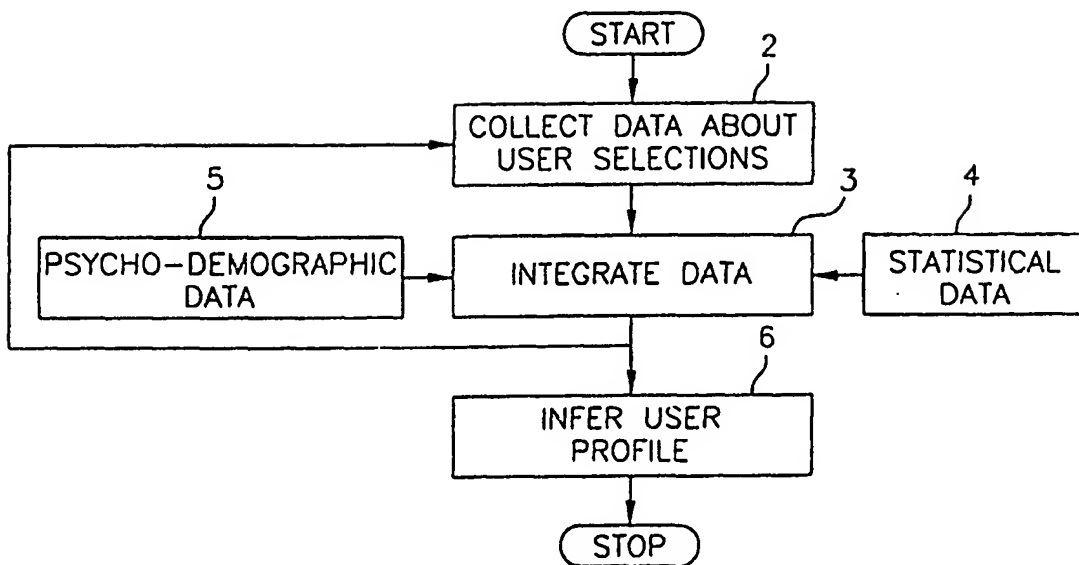 START
2
COLLECT DATA ABOUT
USER SELECTIONS
5
3
4
PSYCHO-DEMOGRAPHIC
DATA
INTEGRATE DATA
STATISTICAL
DATA
6
INFER USER
PROFILE
STOP